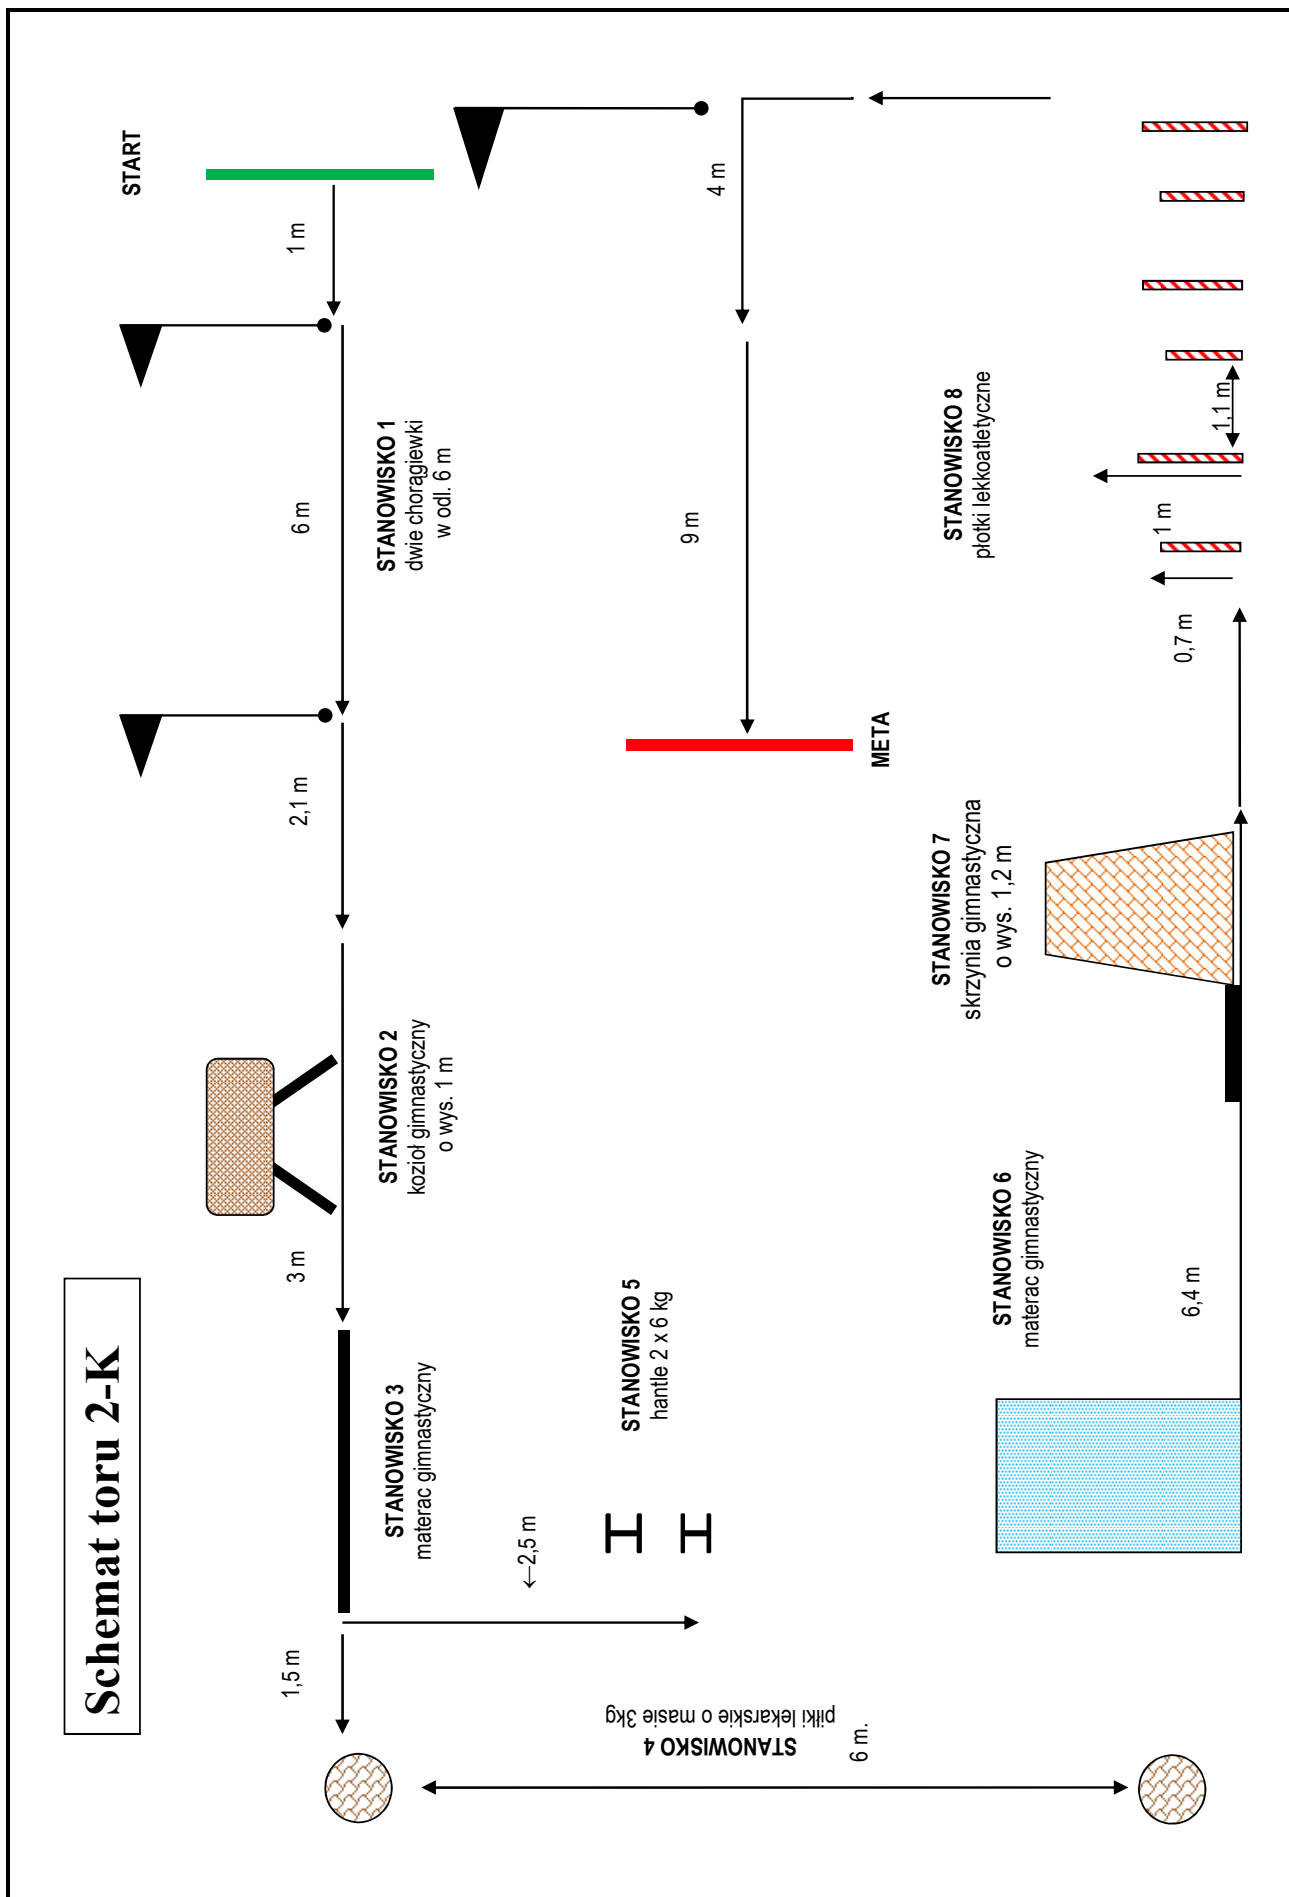 Schemat toru 2-K
START
1 m
6 m
STANOWISKO 1
dwie chorągiewki
w odl. 6 m
2,1 m
STANOWISKO 2
kozioł gimnastyczny
o wys. 1 m
3 m
STANOWISKO 3
materac gimnastyczny
1,5 m
STANOWISKO 4
piłki lekarskie o masie 3kg
6 m.
←2,5 m
STANOWISKO 5
hantle 2 x 6 kg
STANOWISKO 6
materac gimnastyczny
6,4 m
STANOWISKO 7
skrzynia gimnastyczna
o wys. 1,2 m
0,7 m
1 m
1,1 m
STANOWISKO 8
płotki lekkoatletyczne
4 m
9 m
META